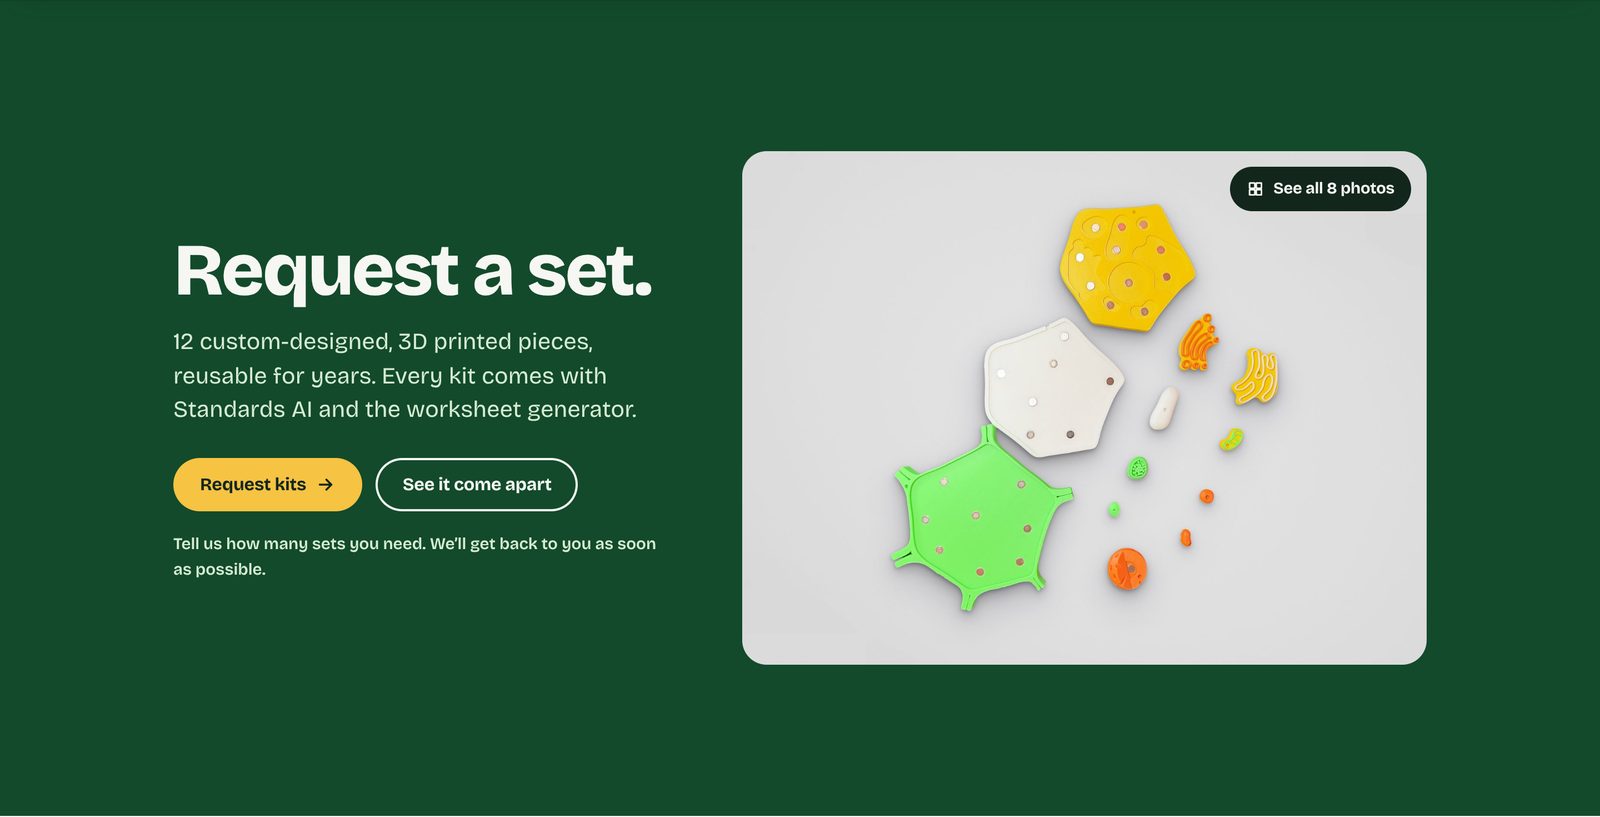 See all 8 photos
Request a set.
12 custom-designed, 3D printed pieces,
reusable for years. Every kit comes with
Standards AI and the worksheet generator.
Request kits
See it come apart
Tell us how many sets you need. We’ll get back to you as soon
as possible.